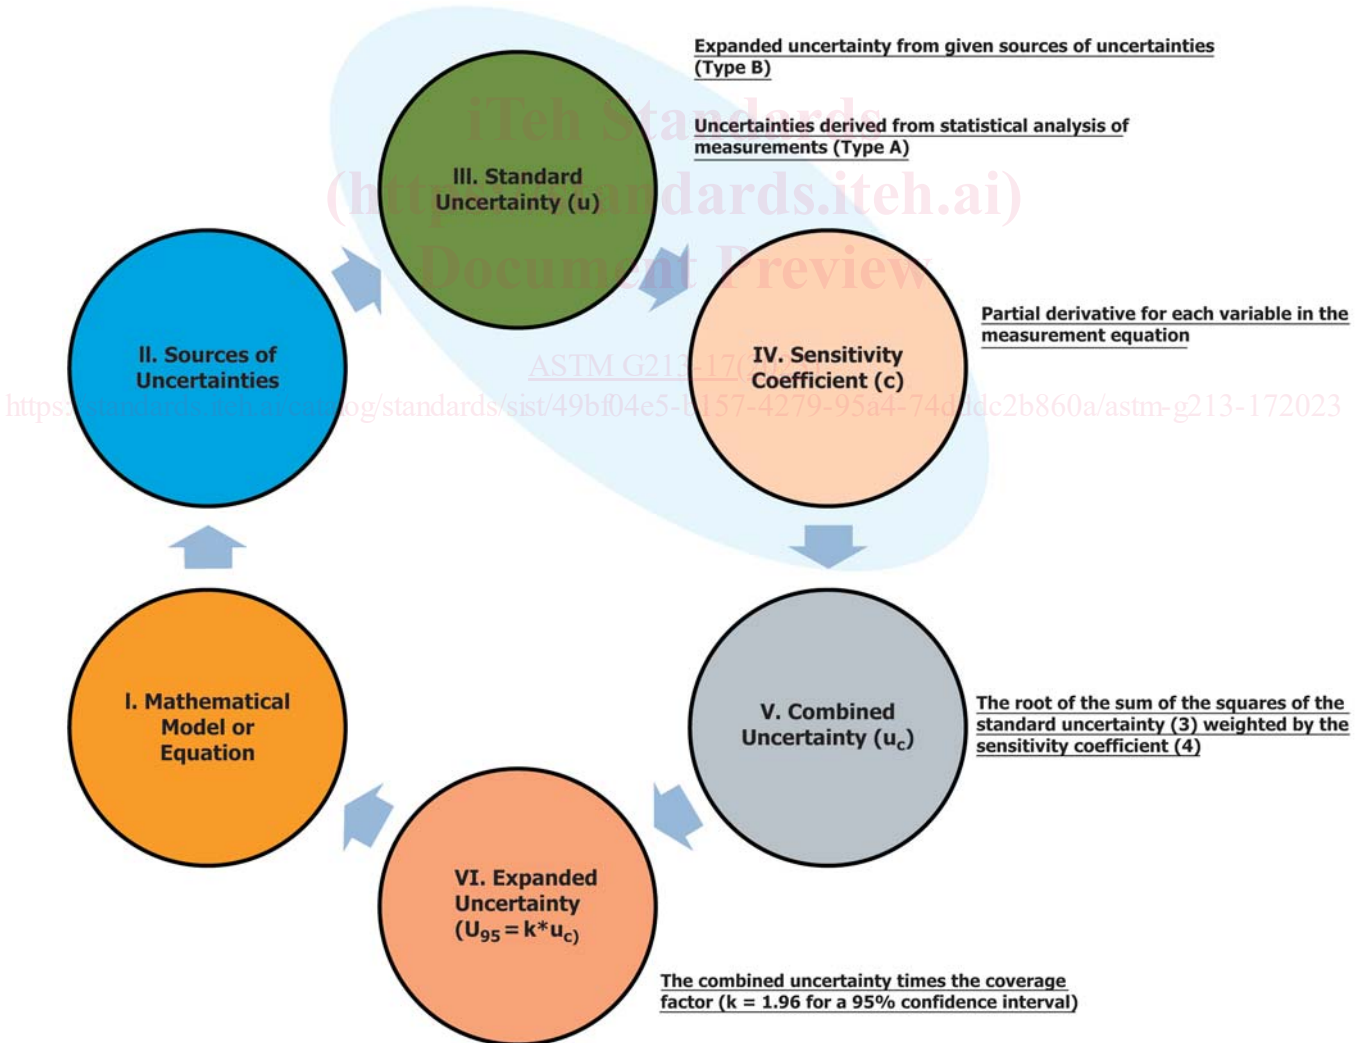 Expanded uncertainty from given sources of uncertainties
(Type B)
iTeh Standards
Uncertainties derived from statistical analysis of
measurements (Type A)
III. Standard
Uncertainty (u)
(https://standards.iteh.ai)
Document Preview
Partial derivative for each variable in the
measurement equation
II. Sources of
Uncertainties
IV. Sensitivity
Coefficient (c)
ASTM G213-17(2023)
https://standards.iteh.ai/catalog/standards/sist/49bf04e5-b157-4279-95a4-74dddc2b860a/astm-g213-172023
I. Mathematical
Model or
Equation
V. Combined
Uncertainty (uc)
The root of the sum of the squares of the
standard uncertainty (3) weighted by the
sensitivity coefficient (4)
VI. Expanded
Uncertainty
(U95 = k*uc)
The combined uncertainty times the coverage
factor (k = 1.96 for a 95% confidence interval)